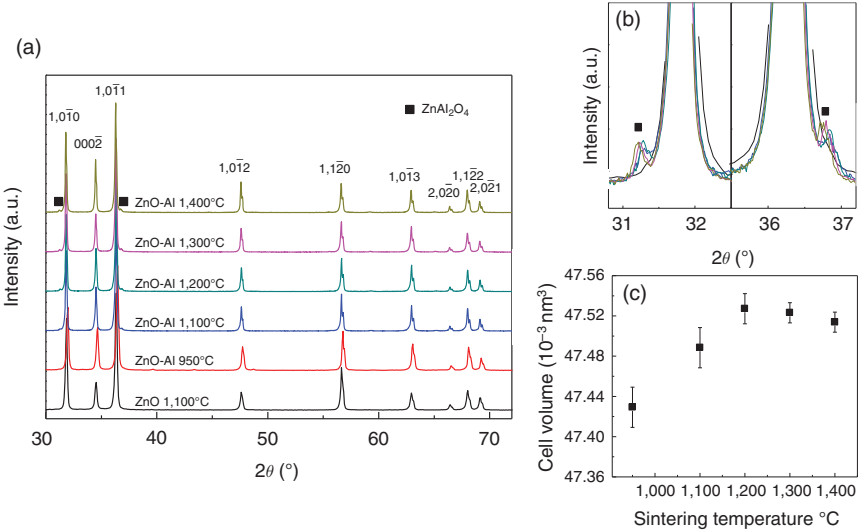 (a)
Intensity (a.u.)
1,01̄0
0002̄
1,01̄1
■ ZnAl₂O₄
1,01̄2
1,12̄0
1,01̄3
2,02̄0
1,12̄2
2,02̄1
ZnO-Al 1,400°C
ZnO-Al 1,300°C
ZnO-Al 1,200°C
ZnO-Al 1,100°C
ZnO-Al 950°C
ZnO 1,100°C
30 40 50 60 70
2θ (°)
(b)
Intensity (a.u.)
31 32 36 37
2θ (°)
(c)
Cell volume (10⁻³ nm³)
47.56
47.52
47.48
47.44
47.40
47.36
1,000 1,100 1,200 1,300 1,400
Sintering temperature °C